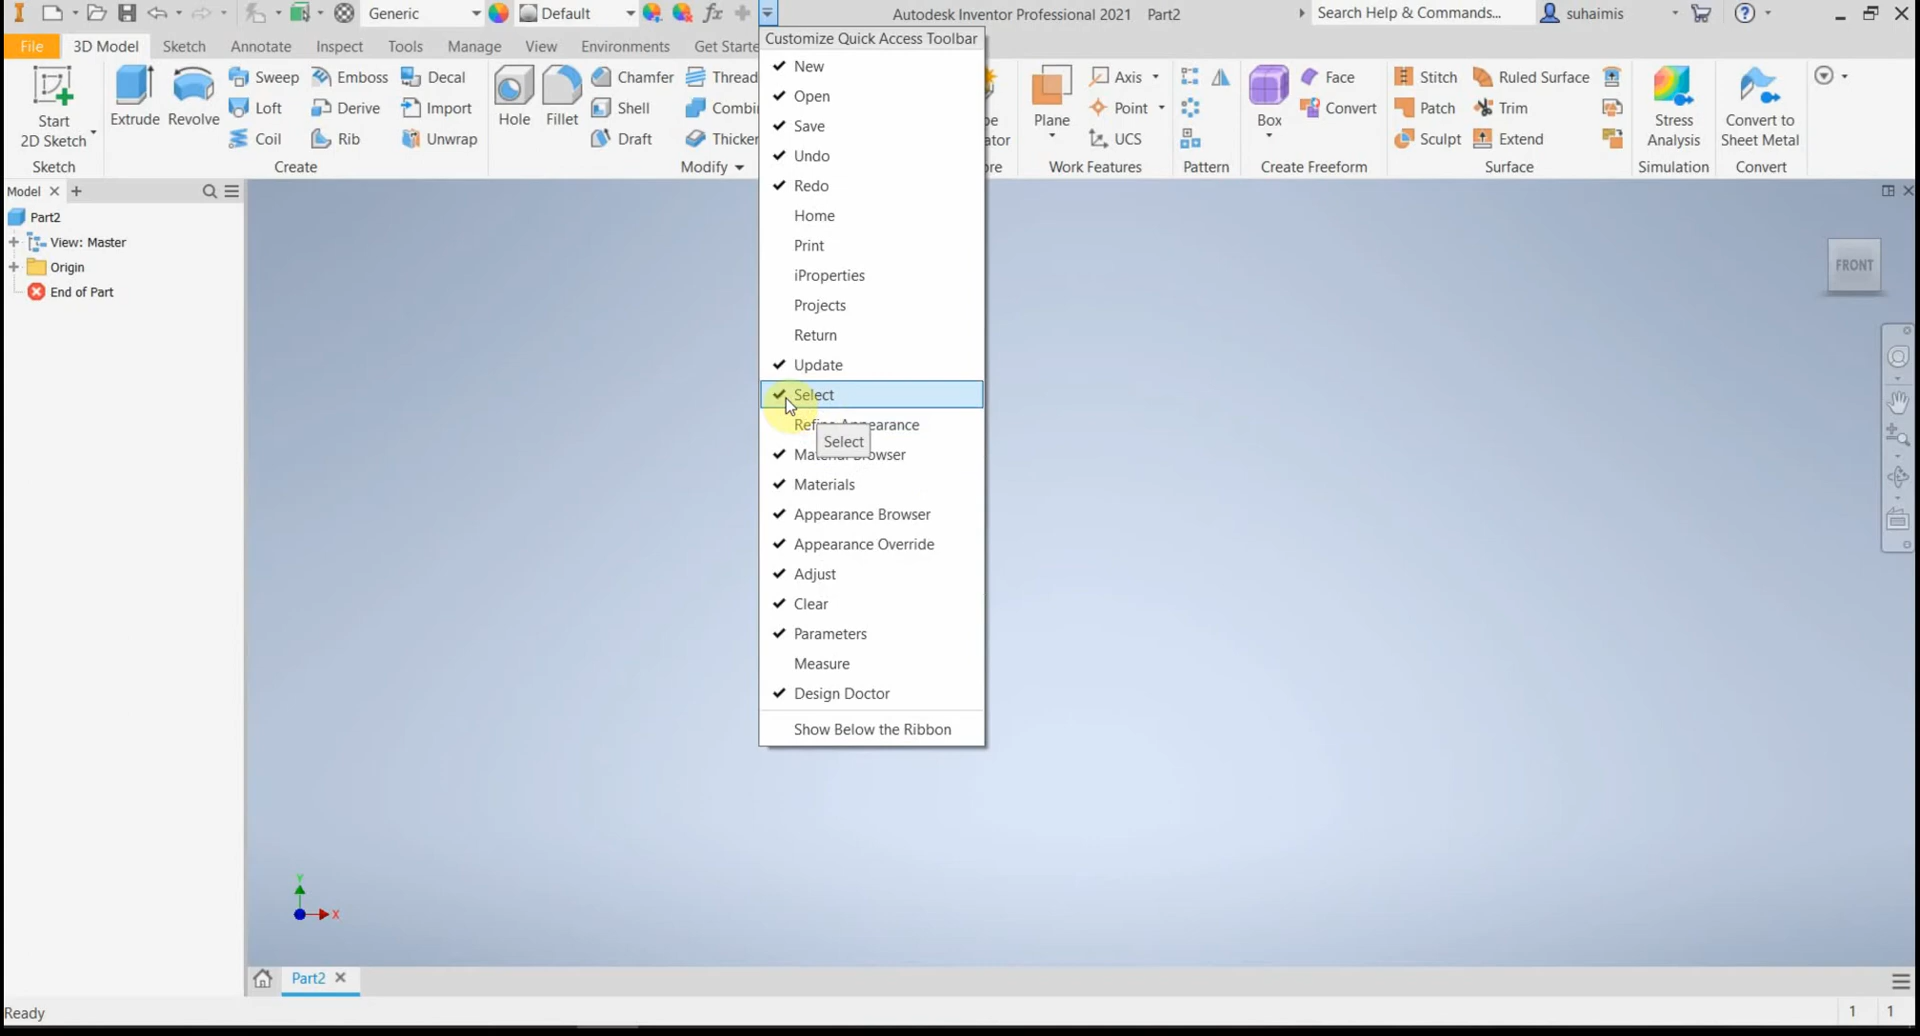 Generic
Default
Autodesk Inventor Professional 2021 Part2
Search Help & Commands...
suhaimis
File
3D Model
Sketch
Annotate
Inspect
Tools
Manage
View
Environments
Get Starte
Start
2D Sketch
Sketch
Extrude
Revolve
Sweep
Loft
Coil
Emboss
Derive
Rib
Decal
Import
Unwrap
Create
Hole
Fillet
Chamfer
Shell
Draft
Thread
Combi
Thicke
Modify
Plane
Axis
Point
UCS
Work Features
Pattern
Box
Face
Convert
Create Freeform
Stitch
Patch
Sculpt
Ruled Surface
Trim
Extend
Surface
Stress
Analysis
Simulation
Convert to
Sheet Metal
Convert
Customize Quick Access Toolbar
New
Open
Save
Undo
Redo
Home
Print
iProperties
Projects
Return
Update
Select
Select
Materials
Appearance Browser
Appearance Override
Adjust
Clear
Parameters
Measure
Design Doctor
Show Below the Ribbon
Model
Part2
View: Master
Origin
End of Part
FRONT
Y
X
Part2
Ready
1 1